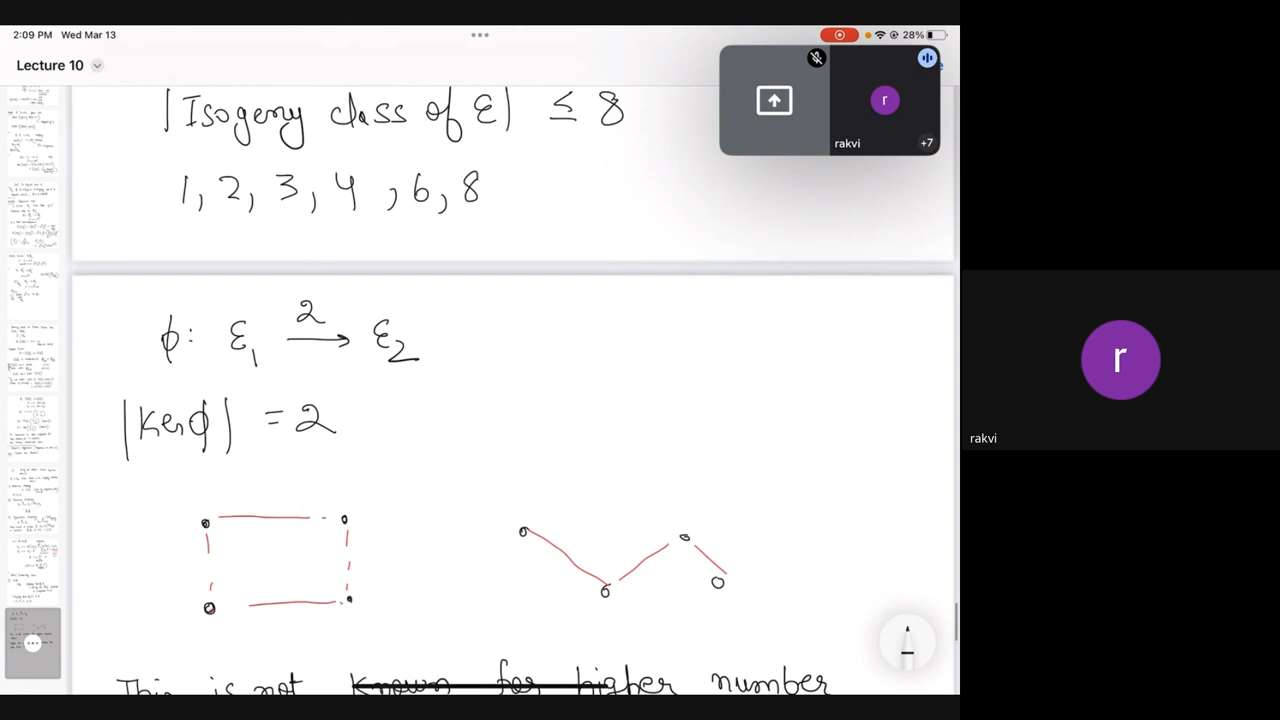 2:09 PM Wed Mar 13
28%
Lecture 10
r
rakvi
+7
|Isogeny class of ℰ| ≤ 8
1, 2, 3, 4, 6, 8
ϕ: ℰ₁ —2→ ℰ₂
|Ker ϕ| = 2
This is not known for higher number
r
rakvi